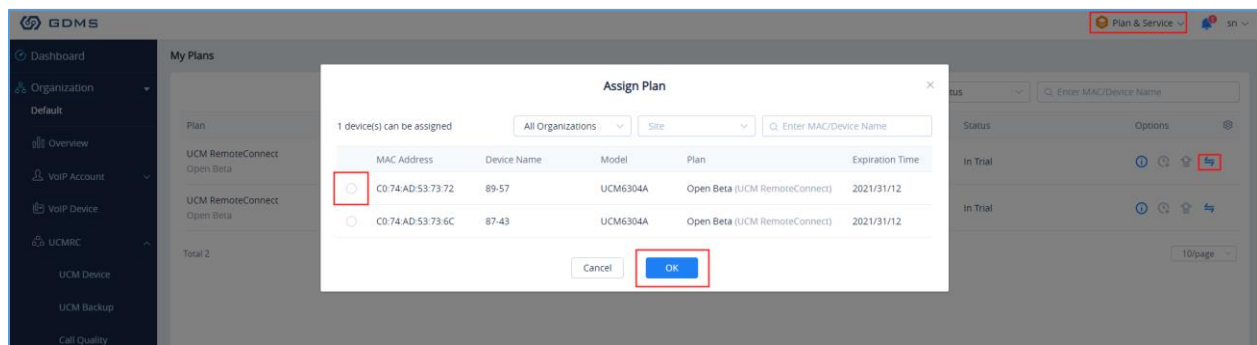 GDMS
Plan & Service
sn
Dashboard
My Plans
Organization
Default
Overview
VoIP Account
VoIP Device
UCMRC
UCM Device
UCM Backup
Call Quality
Assign Plan
tus
Enter MAC/Device Name
1 device(s) can be assigned
All Organizations
Site
Enter MAC/Device Name
Plan
Status
Options
MAC Address Device Name Model Plan Expiration Time
C0:74:AD:53:73:72 89-57 UCM6304A Open Beta (UCM RemoteConnect) 2021/31/12
C0:74:AD:53:73:6C 87-43 UCM6304A Open Beta (UCM RemoteConnect) 2021/31/12
Cancel
OK
UCM RemoteConnect
Open Beta
In Trial
UCM RemoteConnect
Open Beta
In Trial
Total 2
10/page